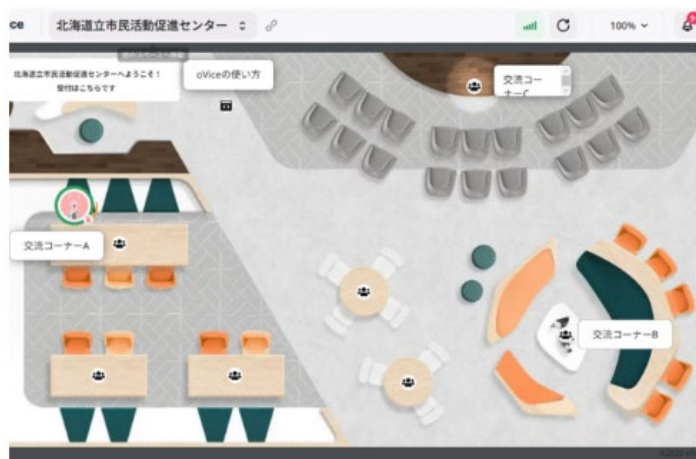 ce
北海道立市民活動促進センター
100%
北海道立市民活動促進センターへようこそ！
受付はこちらです
oViceの使い方
交流コー
ナーC
交流コーナーA
交流コーナーB